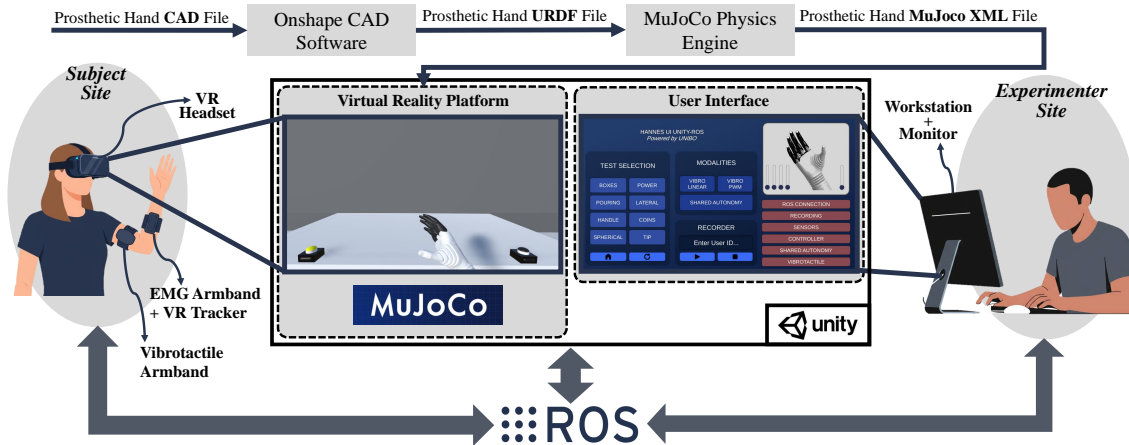 Prosthetic Hand CAD File
Onshape CAD
Software
Prosthetic Hand URDF File
MuJoCo Physics
Engine
Prosthetic Hand MuJoco XML File
Subject
Site
VR
Headset
EMG Armband
+ VR Tracker
Vibrotactile
Armband
Virtual Reality Platform
MuJoCo
User Interface
HANNES UI UNITY-ROS
Powered by UNIBO
TEST SELECTION
BOXES
POWER
POURING
LATERAL
HANDLE
COINS
SPHERICAL
TIP
MODALITIES
VIBRO
LINEAR
VIBRO
PWM
SHARED AUTONOMY
RECORDER
Enter User ID...
ROS CONNECTION
RECORDING
SENSORS
CONTROLLER
SHARED AUTONOMY
VIBROTACTILE
unity
Workstation
+
Monitor
Experimenter
Site
ROS